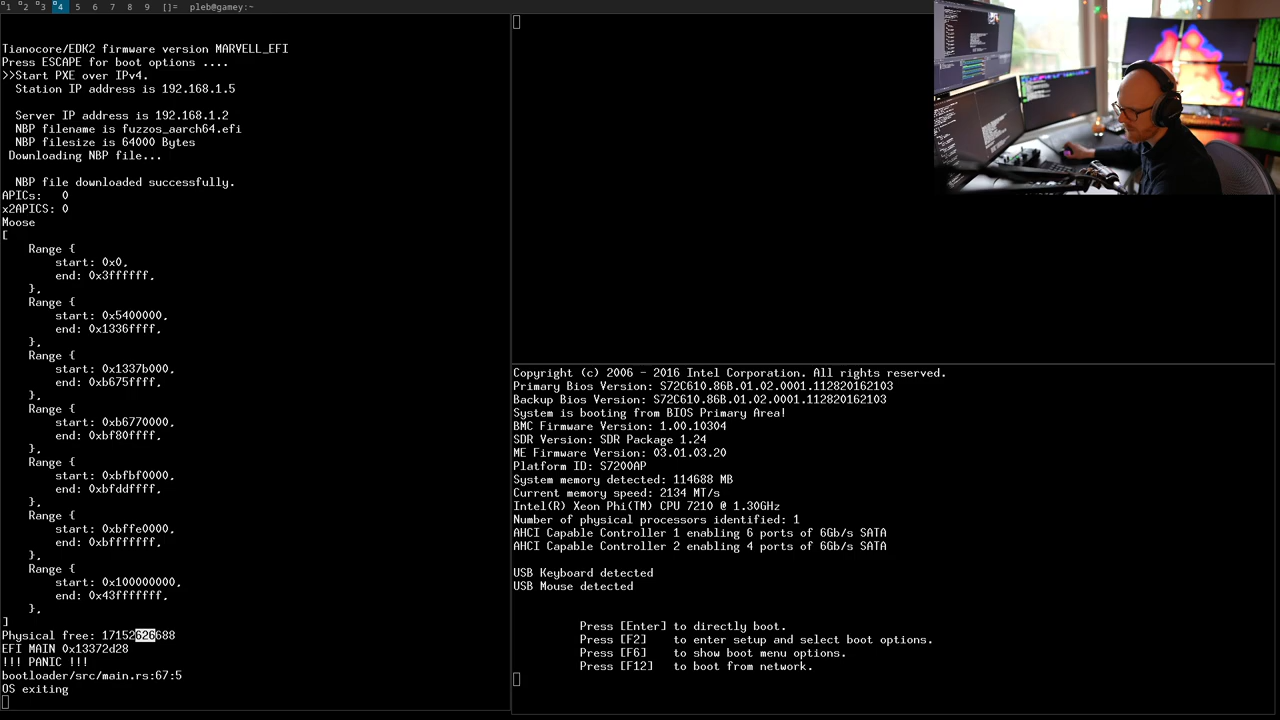 1 2 3 4 5 6 7 8 9 []= pleb@gamey:~
Tianocore/EDK2 firmware version MARVELL_EFI
Press ESCAPE for boot options ....
>>Start PXE over IPv4.
Station IP address is 192.168.1.5
Server IP address is 192.168.1.2
NBP filename is fuzzos_aarch64.efi
NBP filesize is 64000 Bytes
Downloading NBP file...
NBP file downloaded successfully.
APICs: 0
x2APICS: 0
Moose
[
Range {
start: 0x0,
end: 0x3ffffff,
},
Range {
start: 0x5400000,
end: 0x1336ffff,
},
Range {
start: 0x1337b000,
end: 0xb675ffff,
},
Range {
start: 0xb6770000,
end: 0xbf80ffff,
},
Range {
start: 0xbfbf0000,
end: 0xbfddffff,
},
Range {
start: 0xbffe0000,
end: 0xbfffffff,
},
Range {
start: 0x100000000,
end: 0x43fffffff,
},
]
Physical free: 17152626688
EFI MAIN 0x13372d28
!!! PANIC !!!
bootloader/src/main.rs:67:5
OS exiting
Copyright (c) 2006 - 2016 Intel Corporation. All rights reserved.
Primary Bios Version: S72C610.86B.01.02.0001.112820162103
Backup Bios Version: S72C610.86B.01.02.0001.112820162103
System is booting from BIOS Primary Area!
BMC Firmware Version: 1.00.10304
SDR Version: SDR Package 1.24
ME Firmware Version: 03.01.03.20
Platform ID: S7200AP
System memory detected: 114688 MB
Current memory speed: 2134 MT/s
Intel(R) Xeon Phi(TM) CPU 7210 @ 1.30GHz
Number of physical processors identified: 1
AHCI Capable Controller 1 enabling 6 ports of 6Gb/s SATA
AHCI Capable Controller 2 enabling 4 ports of 6Gb/s SATA
USB Keyboard detected
USB Mouse detected
Press [Enter] to directly boot.
Press [F2] to enter setup and select boot options.
Press [F6] to show boot menu options.
Press [F12] to boot from network.